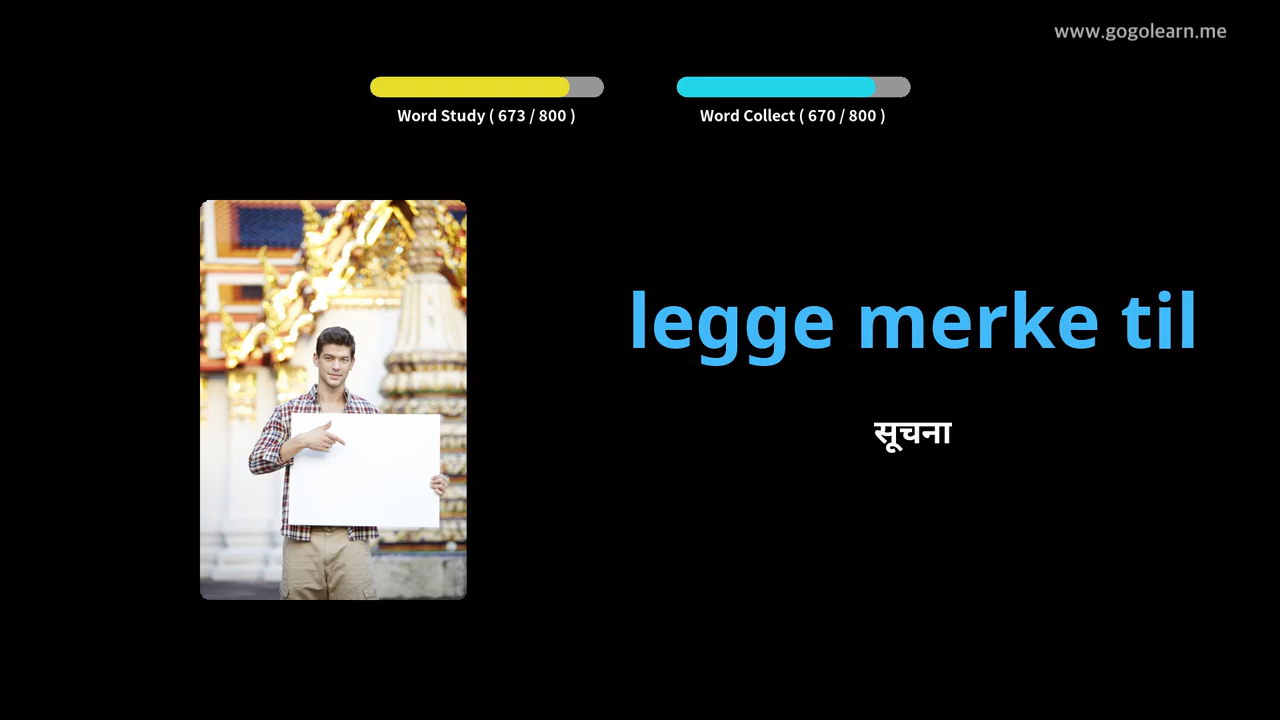 www.gogolearn.me
Word Study ( 673 / 800 )
Word Collect ( 670 / 800 )
legge merke til
सूचना